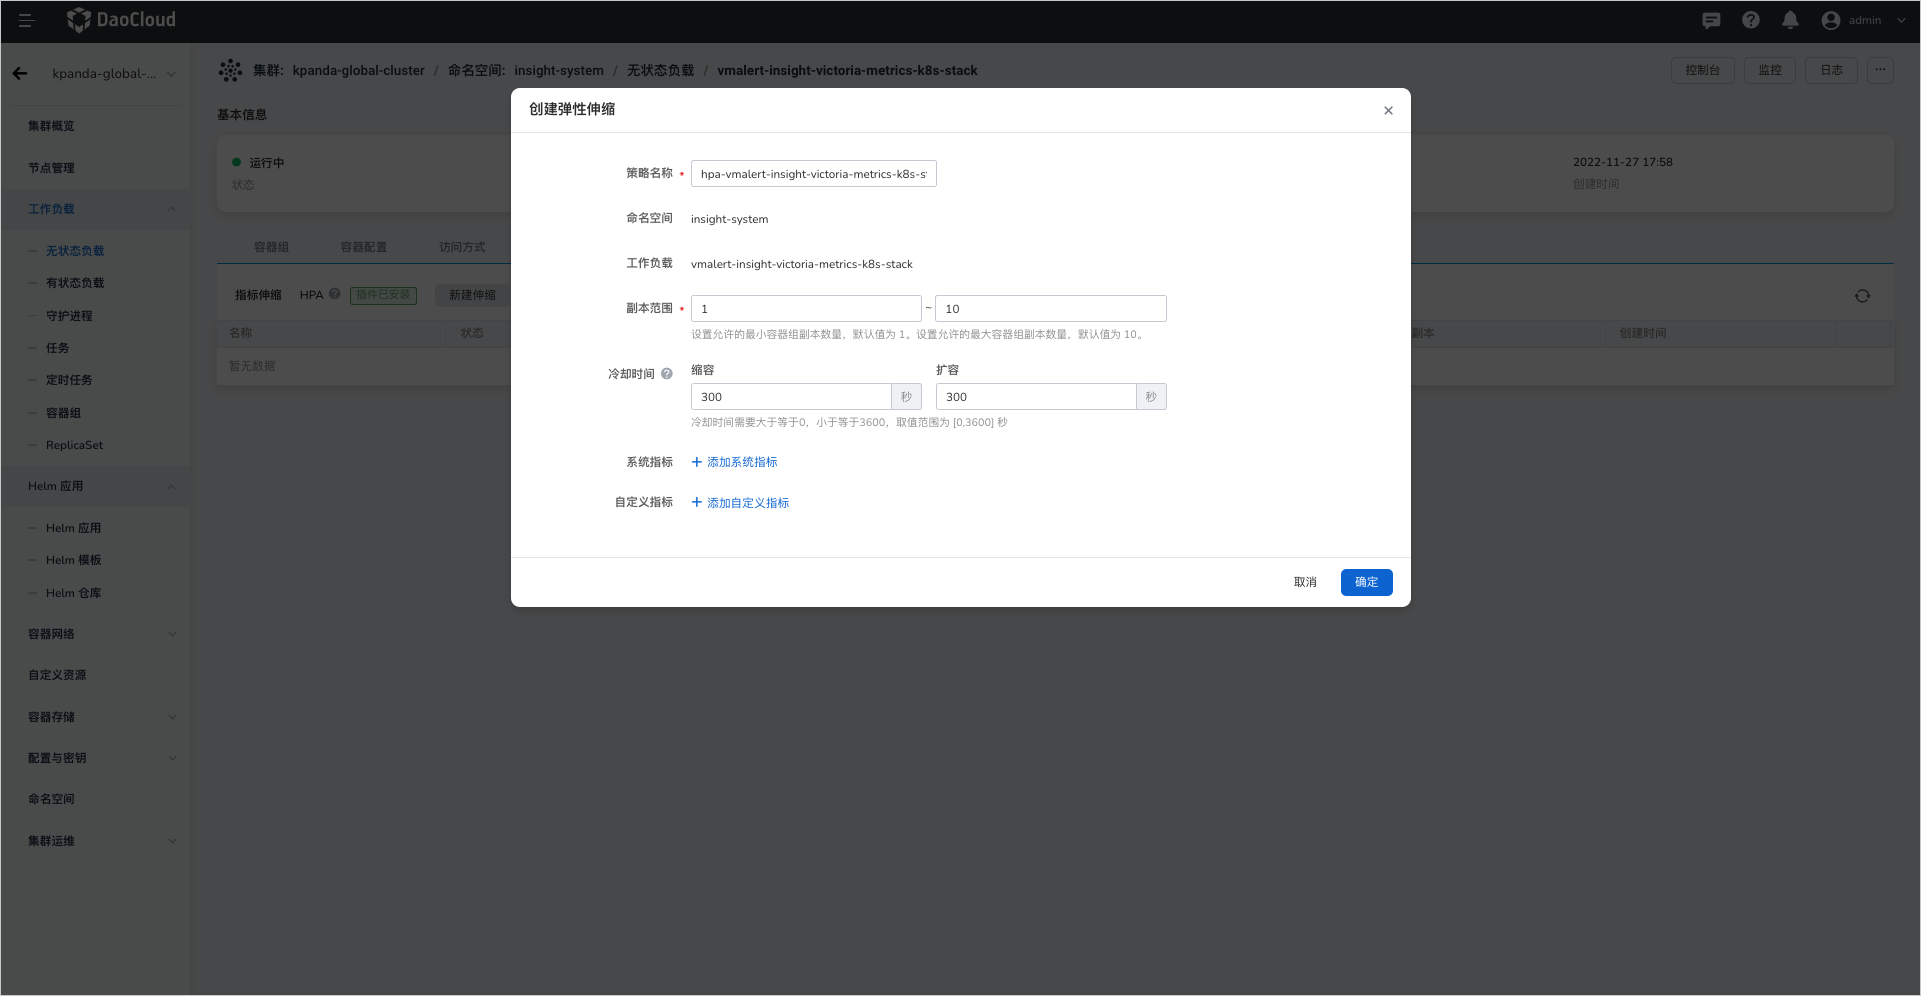 DaoCloud
admin
kpanda-global-...
集群: kpanda-global-cluster / 命名空间: insight-system / 无状态负载 / vmalert-insight-victoria-metrics-k8s-stack
控制台
监控
日志
集群概览
节点管理
工作负载
无状态负载
有状态负载
守护进程
任务
定时任务
容器组
ReplicaSet
Helm 应用
Helm 应用
Helm 模板
Helm 仓库
容器网络
自定义资源
容器存储
配置与密钥
命名空间
集群运维
基本信息
运行中
状态
2022-11-27 17:58
创建时间
容器组
容器配置
访问方式
指标伸缩 HPA 插件已安装 新建伸缩
名称
状态
副本
创建时间
暂无数据
创建弹性伸缩
策略名称 •
hpa-vmalert-insight-victoria-metrics-k8s-s
命名空间
insight-system
工作负载
vmalert-insight-victoria-metrics-k8s-stack
副本范围 •
1 ~ 10
设置允许的最小容器组副本数量，默认值为 1。设置允许的最大容器组副本数量，默认值为 10。
冷却时间
缩容
扩容
300 秒
300 秒
冷却时间需要大于等于0，小于等于3600，取值范围为 [0,3600] 秒
系统指标
+ 添加系统指标
自定义指标
+ 添加自定义指标
取消
确定